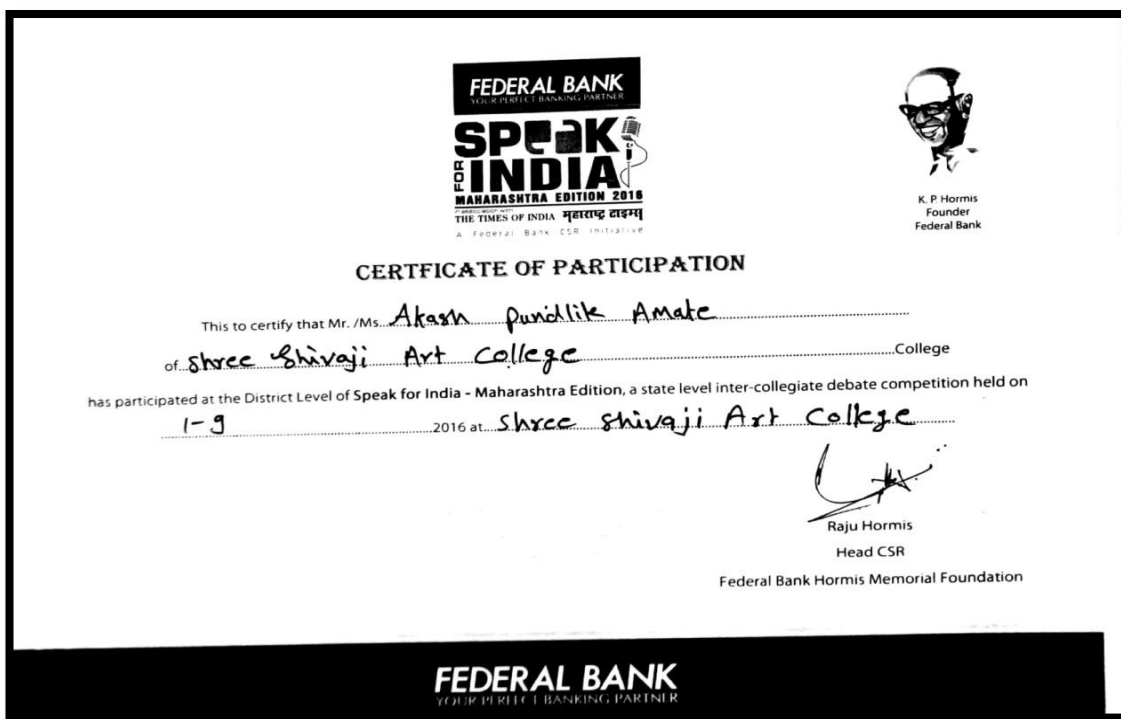 FEDERAL BANK
YOUR PERFECT BANKING PARTNER
SPEAK
FOR
INDIA
MAHARASHTRA EDITION 2016
In association with
THE TIMES OF INDIA महाराष्ट्र टाइम्स
A Federal Bank CSR Initiative
K. P. Hormis
Founder
Federal Bank
CERTFICATE OF PARTICIPATION
This to certify that Mr. /Ms. Akash Pundlik Amate
of Shree Shivaji Art College College
has participated at the District Level of Speak for India - Maharashtra Edition, a state level inter-collegiate debate competition held on
1-9 2016 at Shree Shivaji Art College
Raju Hormis
Head CSR
Federal Bank Hormis Memorial Foundation
FEDERAL BANK
YOUR PERFECT BANKING PARTNER